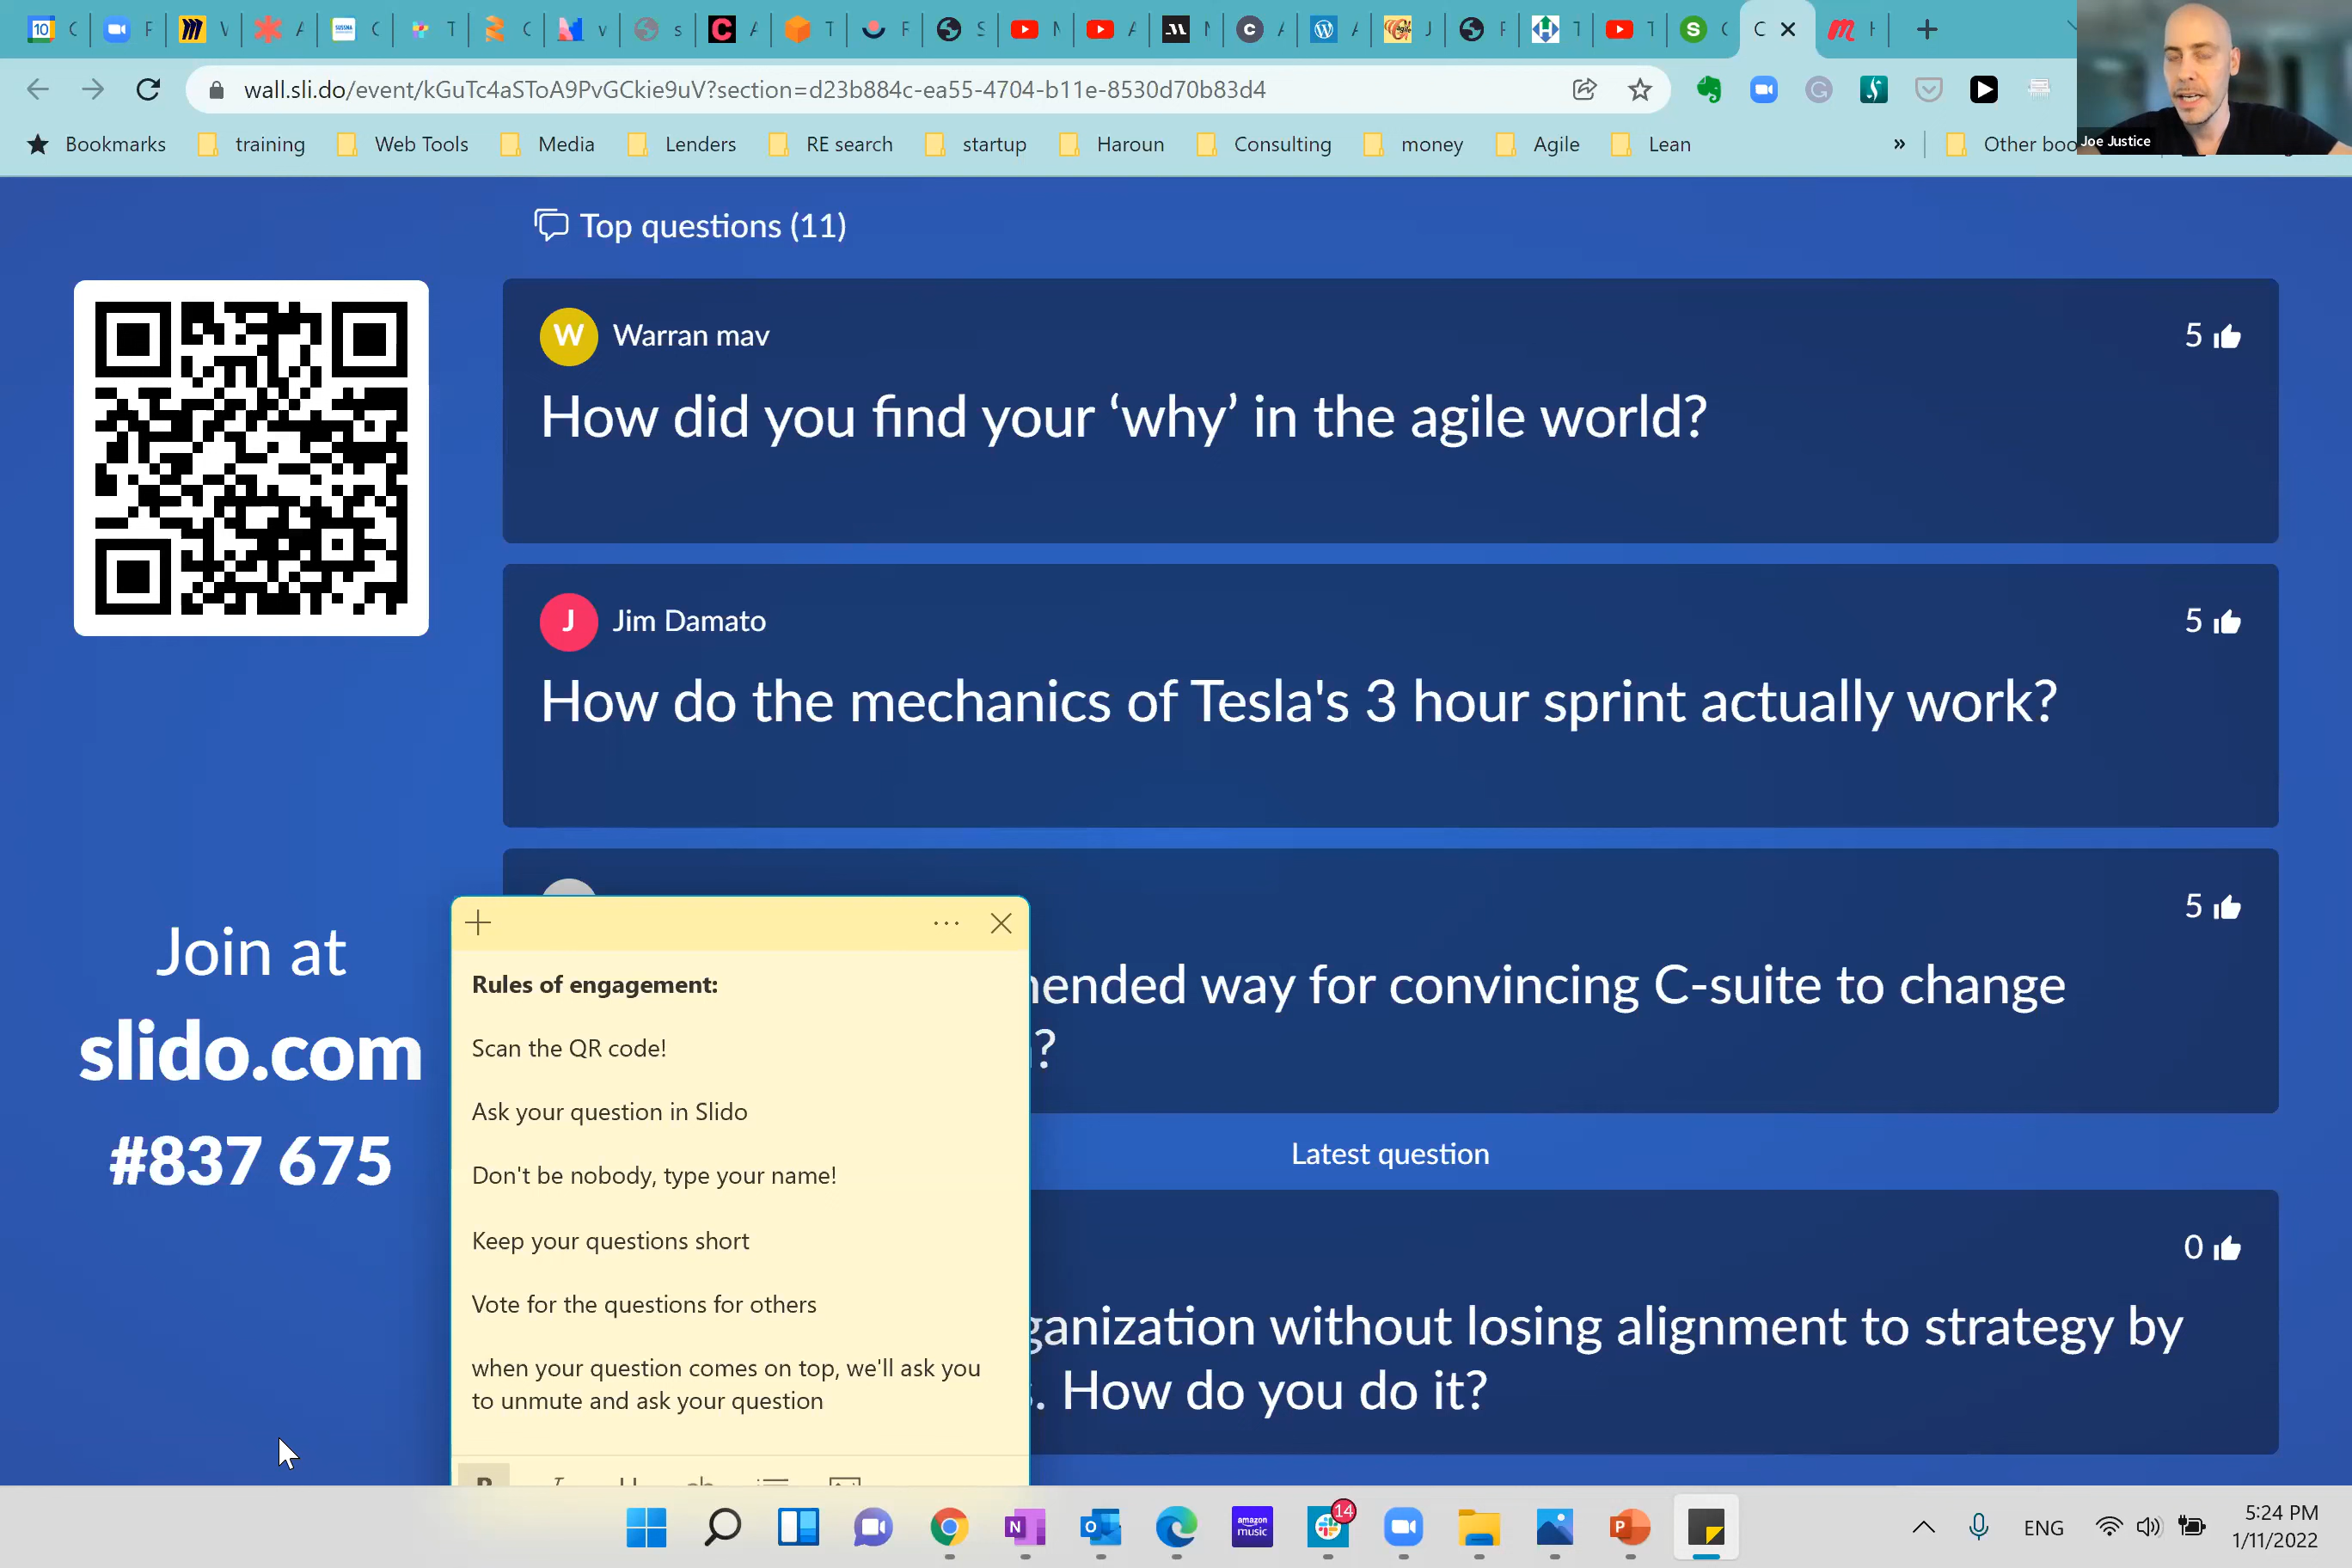 wall.sli.do/event/kGuTc4aSToA9PvGCkie9uV?section=d23b884c-ea55-4704-b11e-8530d70b83d4
Bookmarks training Web Tools Media Lenders RE search startup Haroun Consulting money Agile Lean » Other boo
Joe Justice
Top questions (11)
W Warran mav 5
How did you find your ‘why’ in the agile world?
J Jim Damato 5
How do the mechanics of Tesla's 3 hour sprint actually work?
5
ended way for convincing C-suite to change
?
Latest question
0
ganization without losing alignment to strategy by
. How do you do it?
Join at
slido.com
#837 675
Rules of engagement:
Scan the QR code!
Ask your question in Slido
Don't be nobody, type your name!
Keep your questions short
Vote for the questions for others
when your question comes on top, we'll ask you
to unmute and ask your question
amazon
music
14
ENG
5:24 PM
1/11/2022